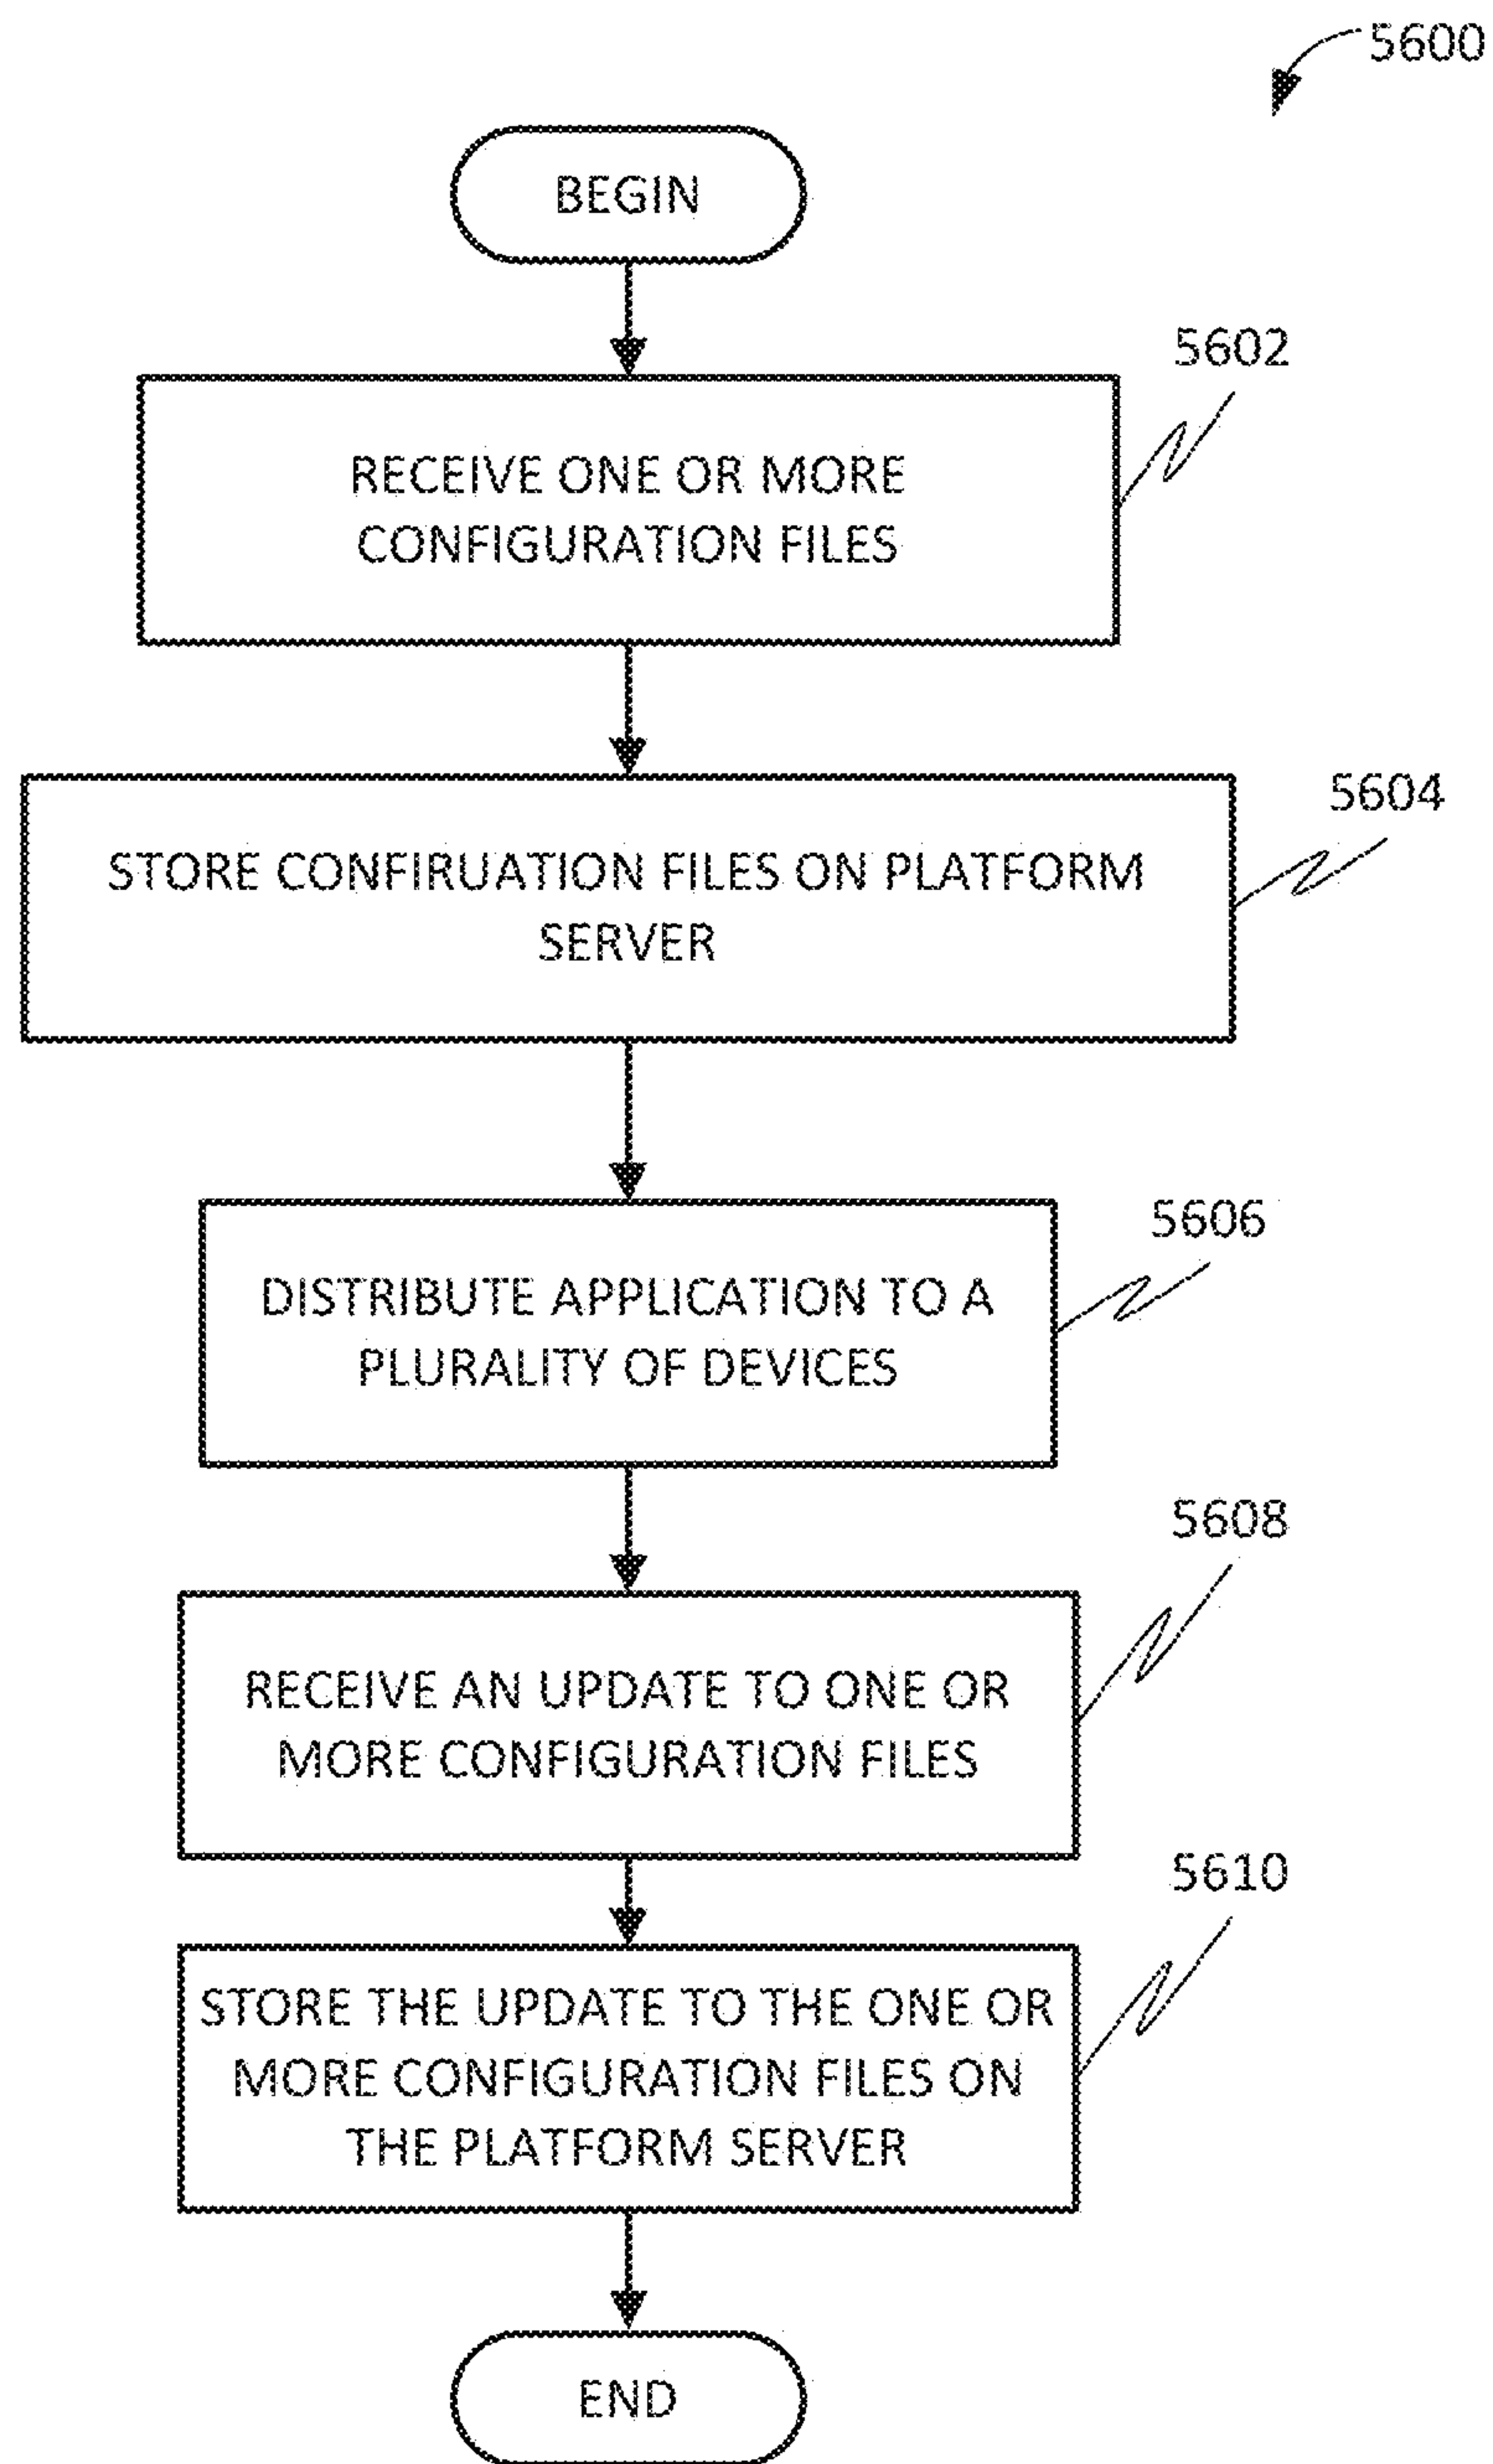 5600
BEGIN
5602
RECEIVE ONE OR MORE
CONFIGURATION FILES
5604
STORE CONFIRUATION FILES ON PLATFORM
SERVER
5606
DISTRIBUTE APPLICATION TO A
PLURALITY OF DEVICES
5608
RECEIVE AN UPDATE TO ONE OR
MORE CONFIGURATION FILES
5610
STORE THE UPDATE TO THE ONE OR
MORE CONFIGURATION FILES ON
THE PLATFORM SERVER
END